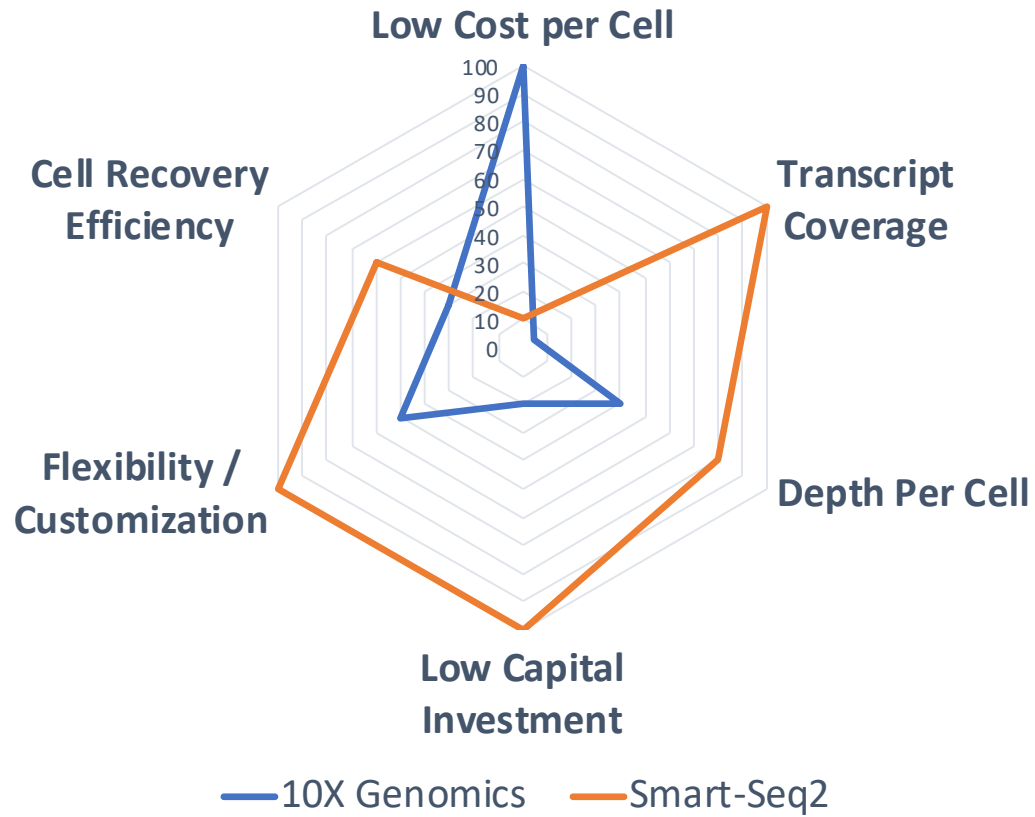 Low Cost per Cell
100
90
80
70
60
50
40
30
20
10
0
Cell Recovery
Efficiency
Transcript
Coverage
Flexibility /
Customization
Depth Per Cell
Low Capital
Investment
10X Genomics
Smart-Seq2